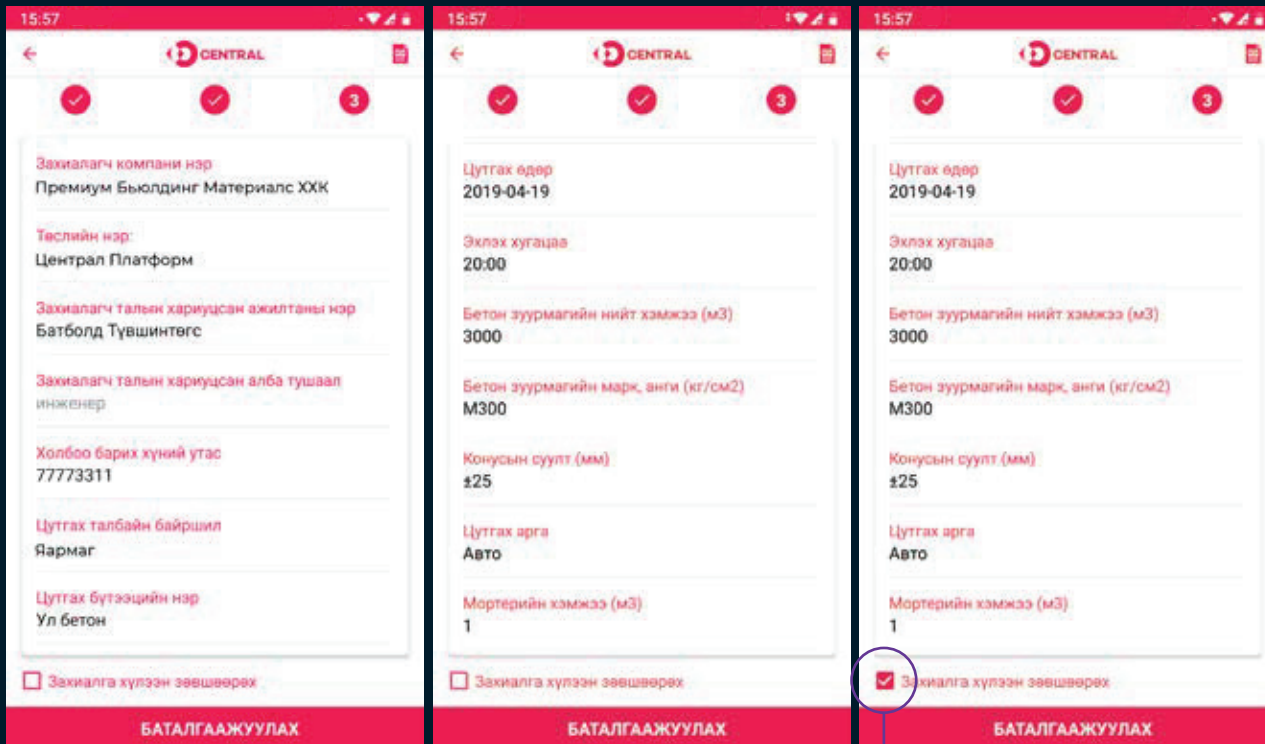 15:57
CENTRAL
3
Захиалагч компани нэр
Премиум Бьюлдинг Материалс ХХК
Төслийн нэр:
Централ Платформ
Захиалагч талын хариуцсан ажилтаны нэр
Батболд Түвшинтөгс
Захиалагч талын хариуцсан алба тушаал
инженер
Холбоо барих хүний утас
77773311
Цутгах талбайн байршил
Яармаг
Цутгах бүтээцийн нэр
Ул бетон
Захиалга хүлээн зөвшөөрөх
БАТАЛГААЖУУЛАХ
15:57
CENTRAL
3
Цутгах өдөр
2019-04-19
Эхлэх хугацаа
20:00
Бетон зуурмагийн нийт хэмжээ (м3)
3000
Бетон зуурмагийн марк, анги (кг/см2)
М300
Конусын суулт (мм)
±25
Цутгах арга
Авто
Мортерийн хэмжээ (м3)
1
Захиалга хүлээн зөвшөөрөх
БАТАЛГААЖУУЛАХ
15:57
CENTRAL
3
Цутгах өдөр
2019-04-19
Эхлэх хугацаа
20:00
Бетон зуурмагийн нийт хэмжээ (м3)
3000
Бетон зуурмагийн марк, анги (кг/см2)
М300
Конусын суулт (мм)
±25
Цутгах арга
Авто
Мортерийн хэмжээ (м3)
1
Захиалга хүлээн зөвшөөрөх
БАТАЛГААЖУУЛАХ